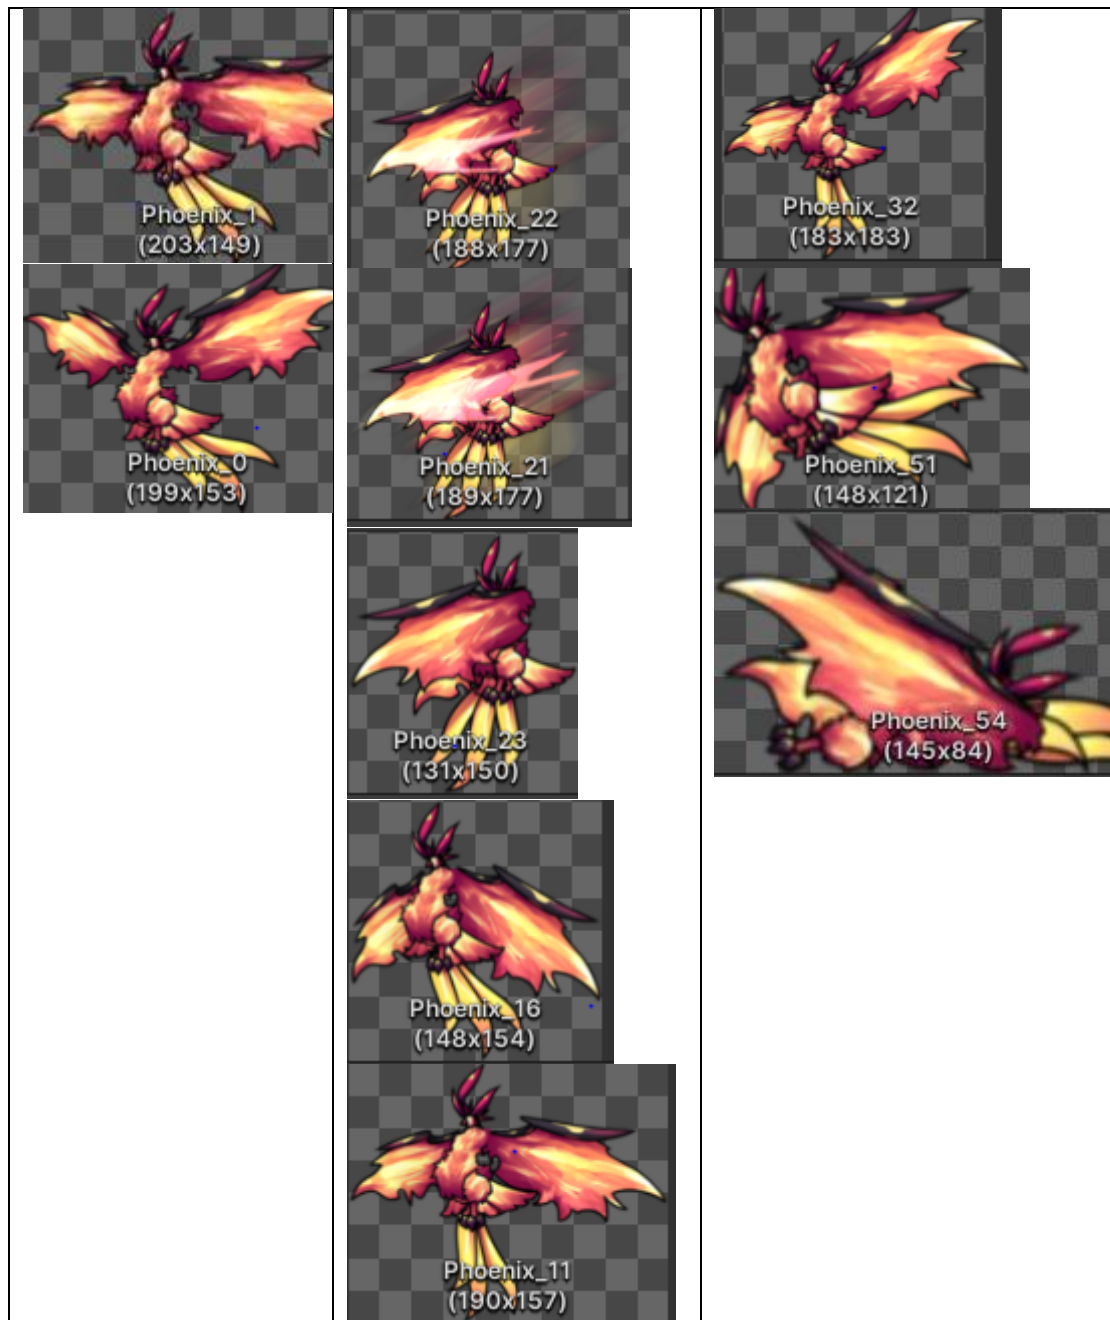 Phoenix_1
(203x149)
Phoenix_0
(199x153)
Phoenix_22
(188x177)
Phoenix_21
(189x177)
Phoenix_23
(131x150)
Phoenix_16
(148x154)
Phoenix_11
(190x157)
Phoenix_32
(183x183)
Phoenix_51
(148x121)
Phoenix_54
(145x84)